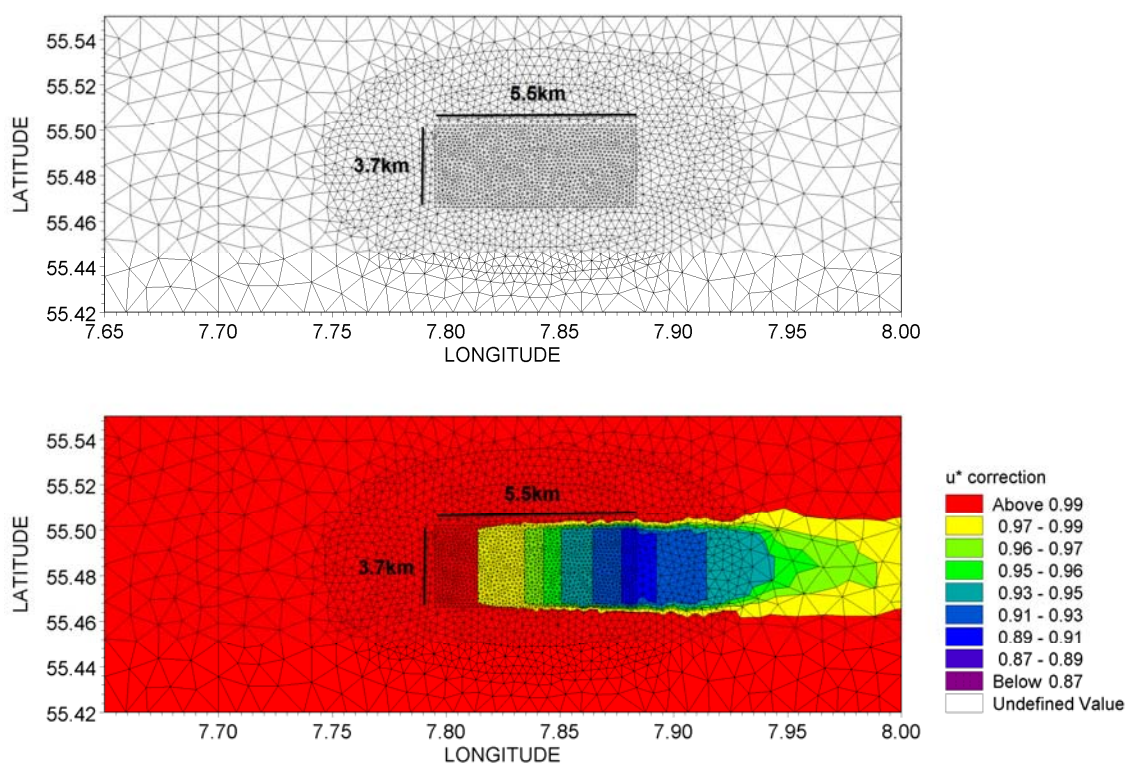 55.54
55.52
55.50
55.48
55.46
55.44
55.42
LATITUDE
5.5km
3.7km
7.65 7.70 7.75 7.80 7.85 7.90 7.95 8.00
LONGITUDE
55.54
55.52
55.50
55.48
55.46
55.44
55.42
LATITUDE
5.5km
3.7km
7.70 7.75 7.80 7.85 7.90 7.95 8.00
LONGITUDE
u* correction
Above 0.99
0.97 - 0.99
0.96 - 0.97
0.95 - 0.96
0.93 - 0.95
0.91 - 0.93
0.89 - 0.91
0.87 - 0.89
Below 0.87
Undefined Value